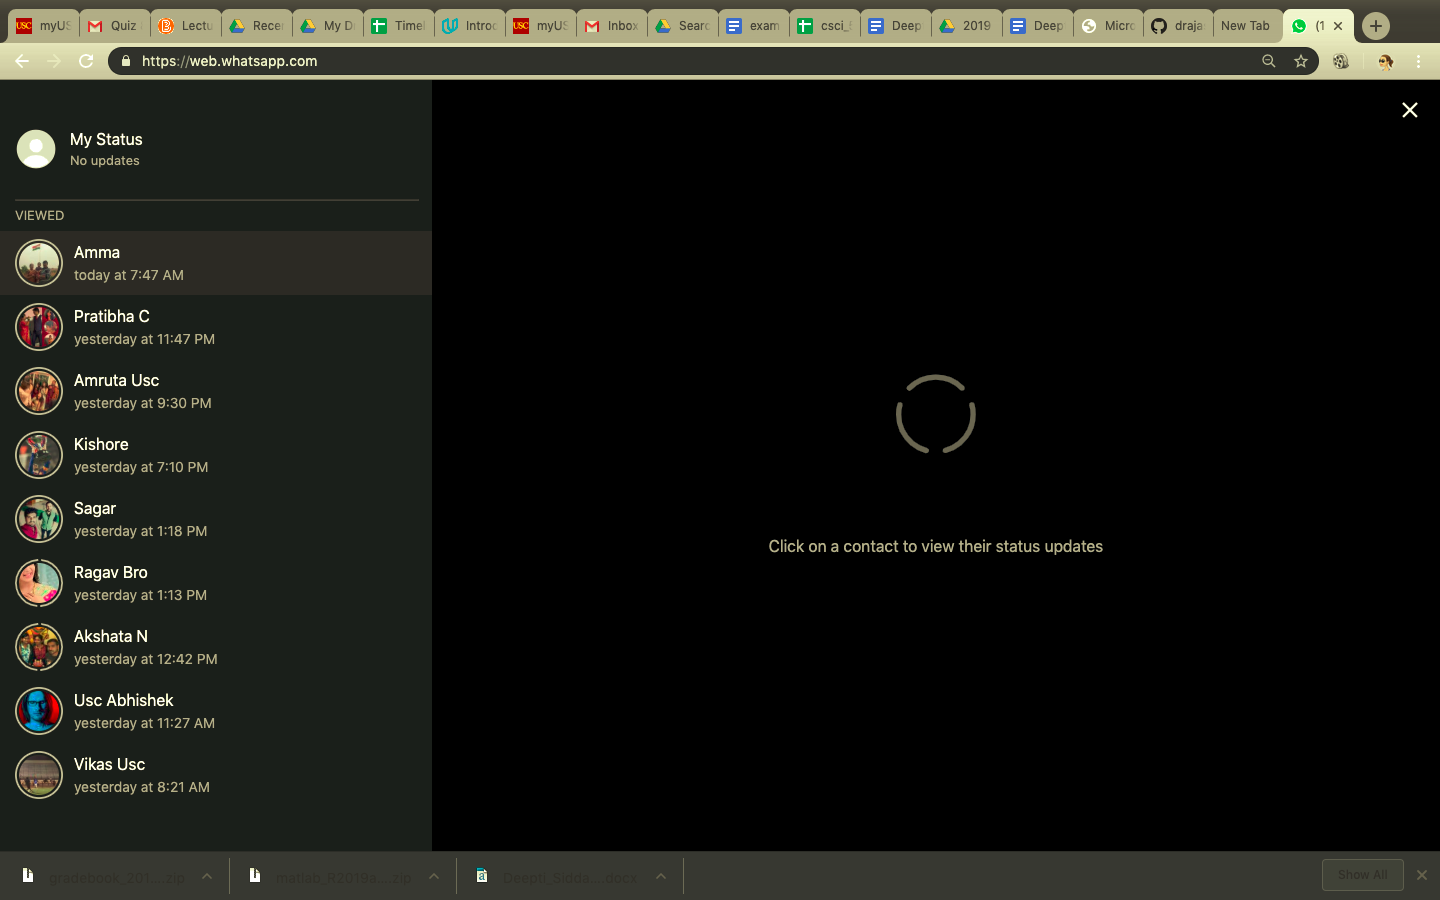 myUS
Quiz
Lectu
Recen
My D
Timel
Introd
myUS
Inbox
Searc
exam
csci_
Deep
2019
Deep
Micro
draja
New Tab
(1
https://web.whatsapp.com
My Status
No updates
VIEWED
Amma
today at 7:47 AM
Pratibha C
yesterday at 11:47 PM
Amruta Usc
yesterday at 9:30 PM
Kishore
yesterday at 7:10 PM
Sagar
yesterday at 1:18 PM
Ragav Bro
yesterday at 1:13 PM
Akshata N
yesterday at 12:42 PM
Usc Abhishek
yesterday at 11:27 AM
Vikas Usc
yesterday at 8:21 AM
Click on a contact to view their status updates
gradebook_201....zip
matlab_R2019a....zip
Deepti_Sidda....docx
Show All